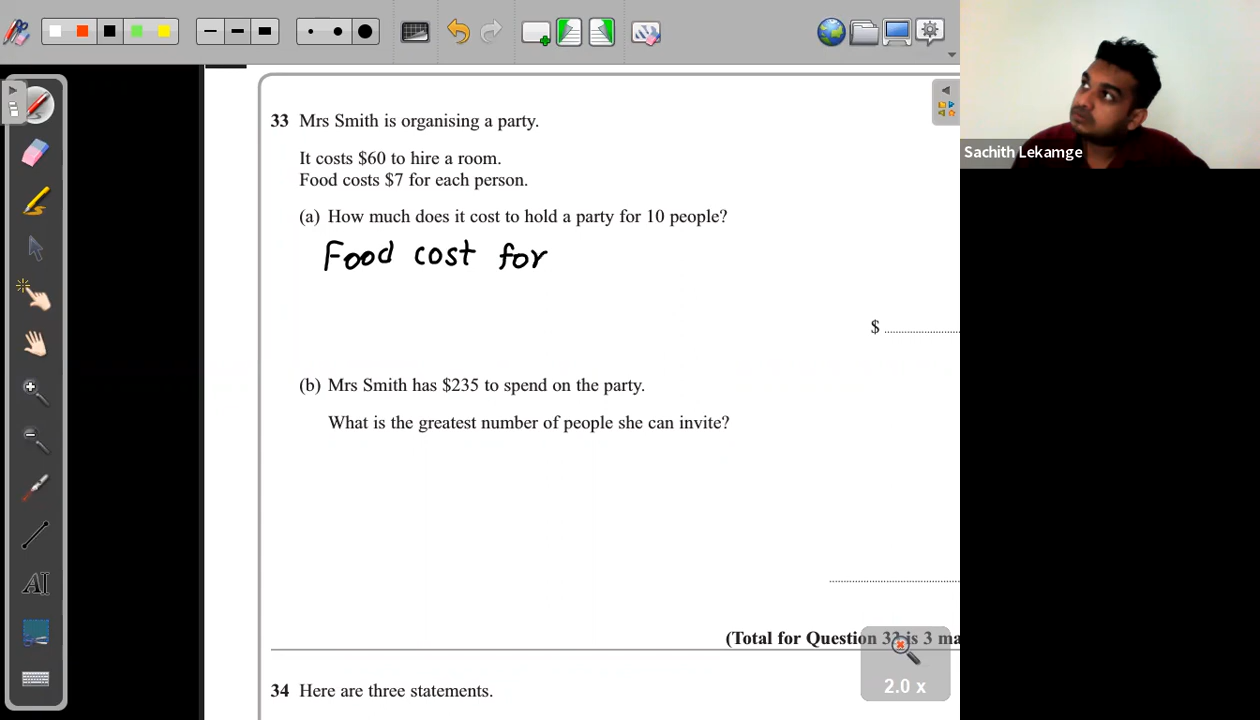 Sachith Lekamge
33 Mrs Smith is organising a party.
It costs $60 to hire a room.
Food costs $7 for each person.
(a) How much does it cost to hold a party for 10 people?
Food cost for
$
(b) Mrs Smith has $235 to spend on the party.
What is the greatest number of people she can invite?
(Total for Question 33 is 3 ma
2.0 x
34 Here are three statements.
AI